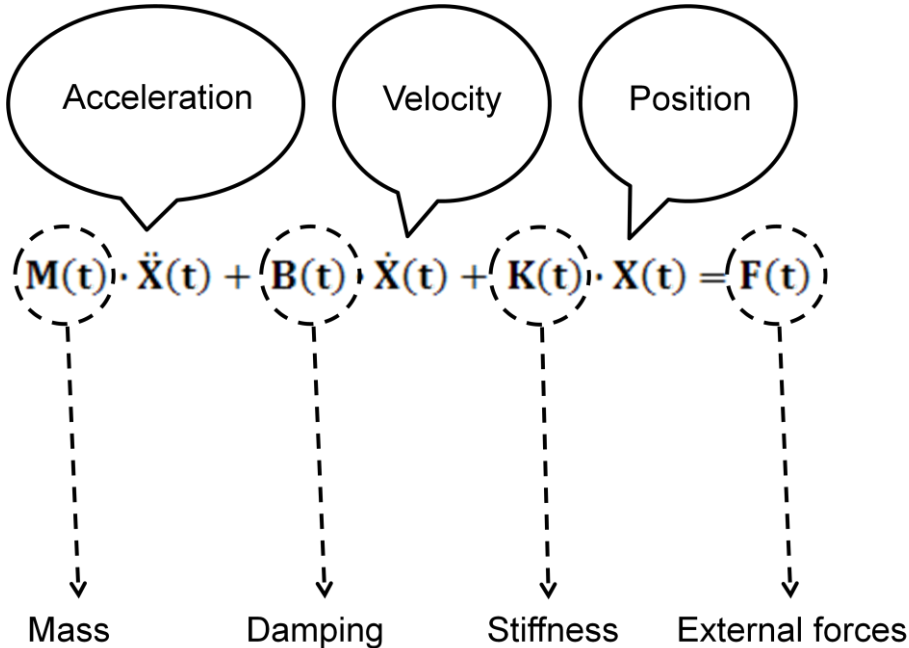 Acceleration Velocity Position
M(t) · Ẍ(t) + B(t) · Ẋ(t) + K(t) · X(t) = F(t)
Mass Damping Stiffness External forces